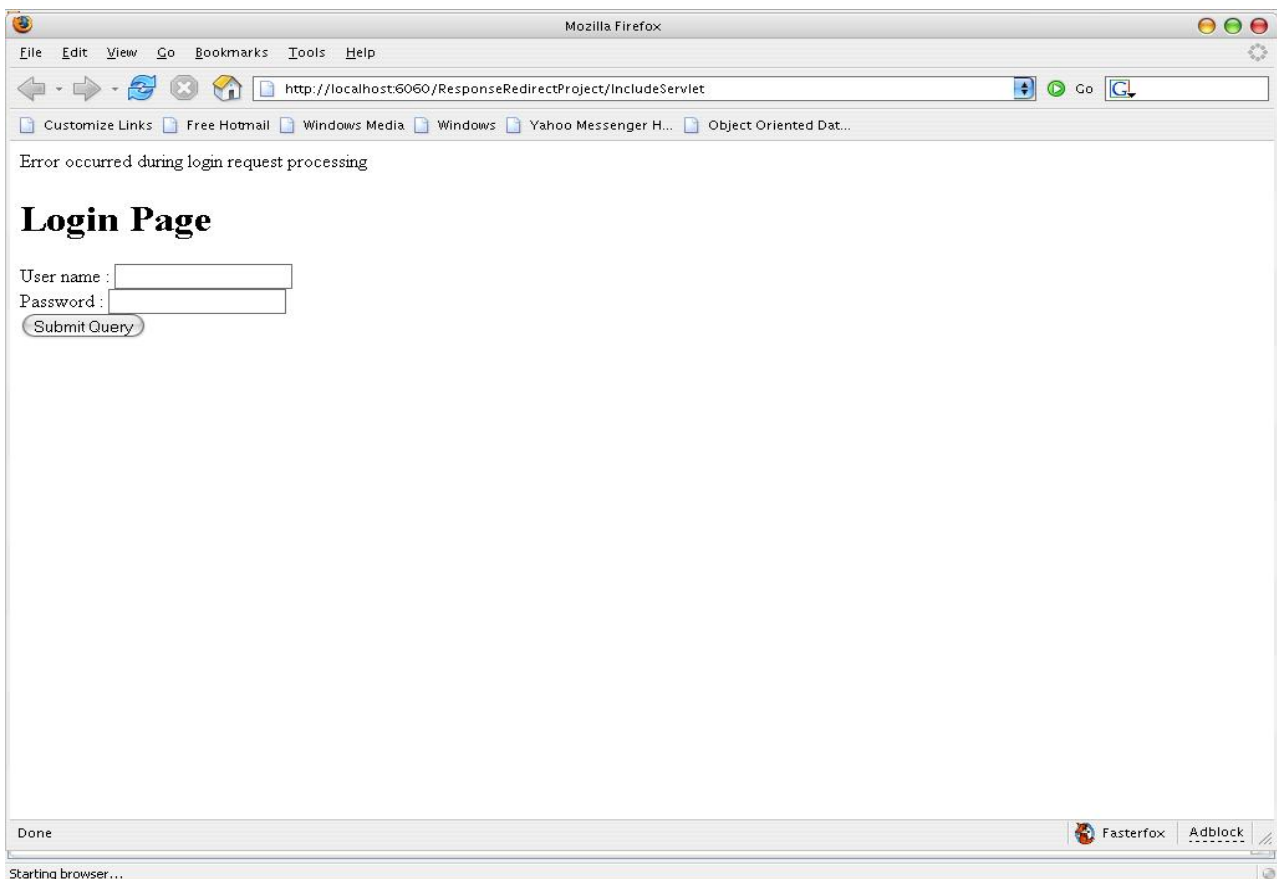 Mozilla Firefox
File Edit View Go Bookmarks Tools Help
http://localhost:6060/ResponseRedirectProject/IncludeServlet Go G
Customize Links Free Hotmail Windows Media Windows Yahoo Messenger H... Object Oriented Dat...
Error occurred during login request processing
Login Page
User name :
Password :
Submit Query
Done Fasterfox Adblock
Starting browser...